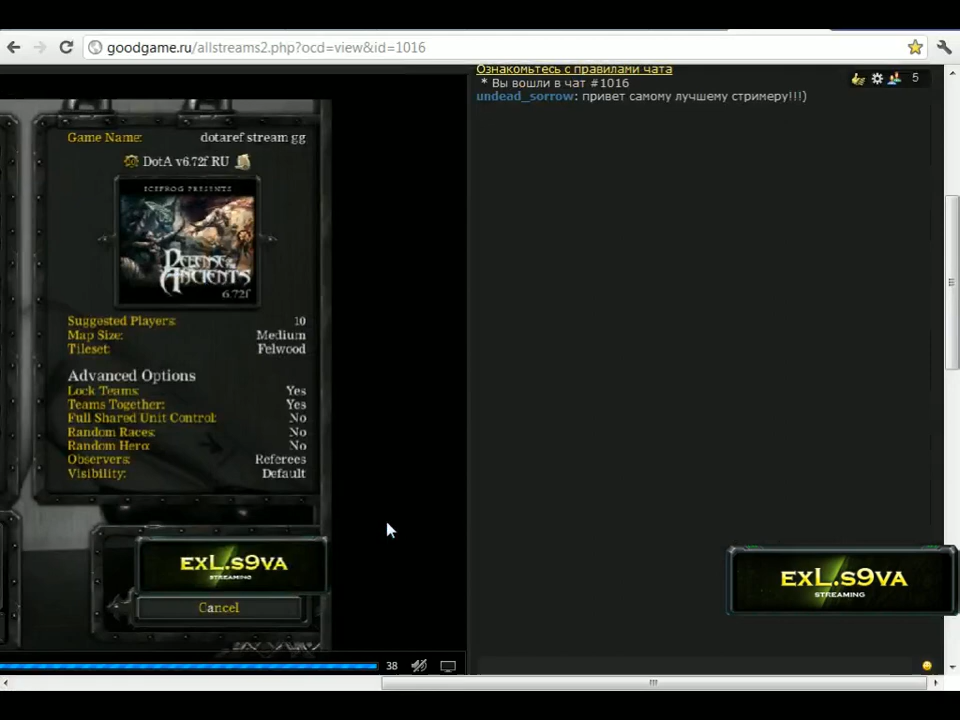 goodgame.ru/allstreams2.php?ocd=view&id=1016
Ознакомьтесь с правилами чата
* Вы вошли в чат #1016
5
undead_sorrow: привет самому лучшему стримеру!!!)
Game Name: dotaref stream gg
DotA v6.72f RU
ICEFROG PRESENTS
DEFENSE OF THE
ANCIENTS
6.72f
Suggested Players: 10
Map Size: Medium
Tileset: Felwood
Advanced Options
Lock Teams: Yes
Teams Together: Yes
Full Shared Unit Control: No
Random Races: No
Random Hero: No
Observers: Referees
Visibility: Default
exL.s9va
STREAMING
Cancel
exL.s9va
STREAMING
38